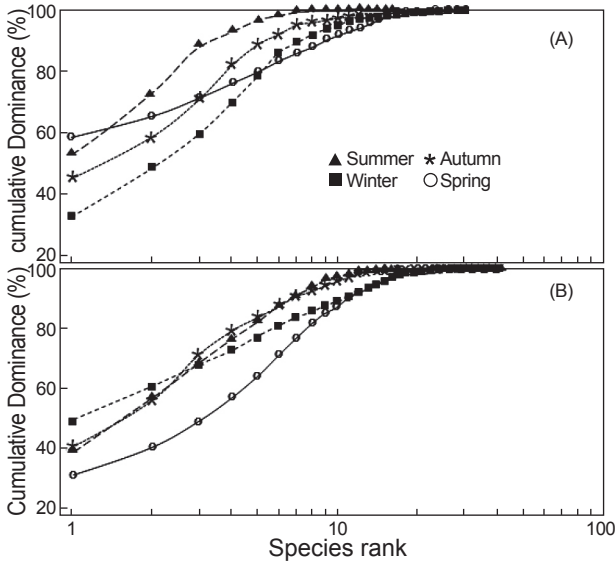 100
80
60
40
20
cumulative Dominance (%)
(A)
Summer Autumn
Winter Spring
100
80
60
40
20
Cumulative Dominance (%)
(B)
1 10 100
Species rank